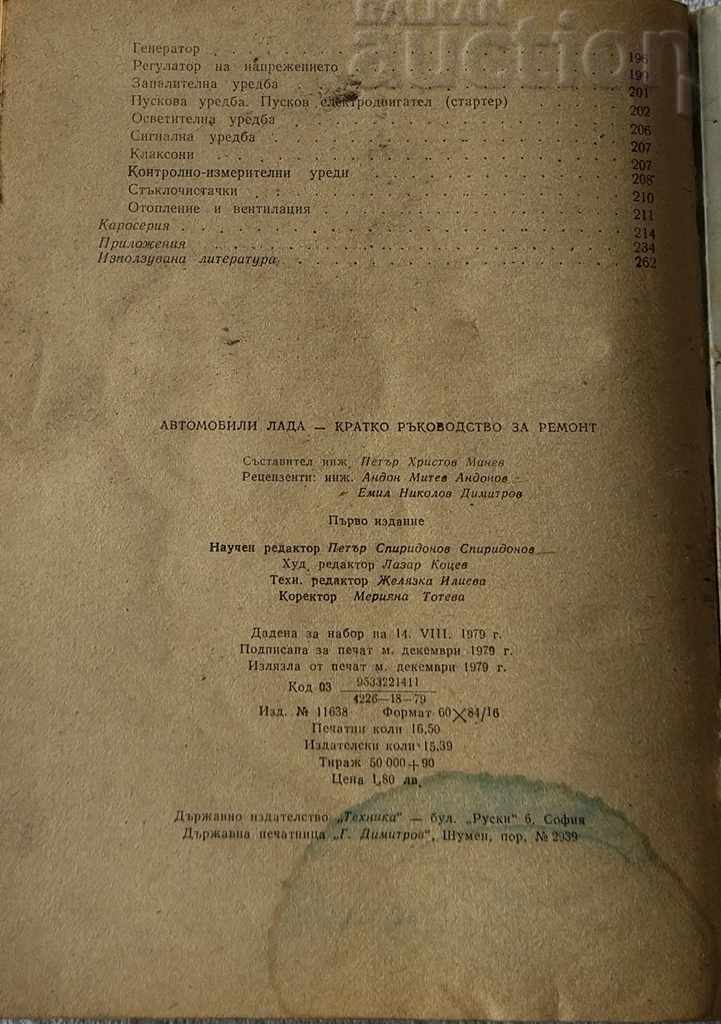 Генератор . . . . . . . . . . 196
Регулатор на напрежението . . . . . . . . . . 199
Запалителна уредба . . . . . . . . . . 201
Пускова уредба. Пусков електродвигател (стартер) . . . . . 202
Осветителна уредба . . . . . . . . . . 206
Сигнална уредба . . . . . . . . . . 207
Клаксони . . . . . . . . . . 207
Контролно-измерителни уреди . . . . . . . . . . 208
Стъклочистачки . . . . . . . . . . 210
Отопление и вентилация . . . . . . . . . . 211
Каросерия . . . . . . . . . . 214
Приложения . . . . . . . . . . 234
Използувана литература . . . . . . . . . . 262
АВТОМОБИЛИ ЛАДА — КРАТКО РЪКОВОДСТВО ЗА РЕМОНТ
Съставител инж. Петър Христов Манев
Рецензенти: инж. Андон Митев Андонов
„ Емил Николов Димитров
Първо издание
Научен редактор Петър Спиридонов Спиридонов
Худ. редактор Лазар Коцев
Техн. редактор Желязка Илиева
Коректор Мерияна Тотева
Дадена за набор на 14. VIII. 1979 г.
Подписана за печат м. декември 1979 г.
Излязла от печат м. декември 1979 г.
Код 03 9533221411
4226—18—79
Изд. № 11638 Формат 60×84/16
Печатни коли 16,50
Издателски коли 15,39
Тираж 50 000+90
Цена 1,80 лв.
Държавно издателство „Техника" — бул. „Руски" 6, София
Държавна печатница „Г. Димитров", Шумен, пор. № 2939